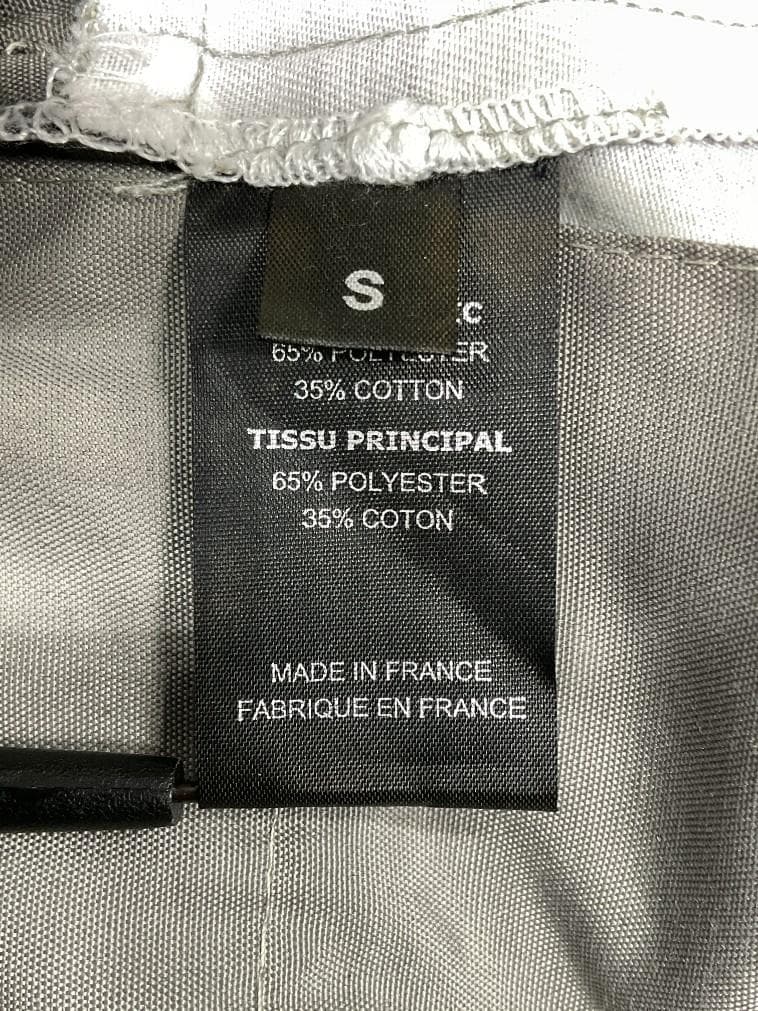 S
65% POLYESTER
35% COTTON
TISSU PRINCIPAL
65% POLYESTER
35% COTON
MADE IN FRANCE
FABRIQUE EN FRANCE